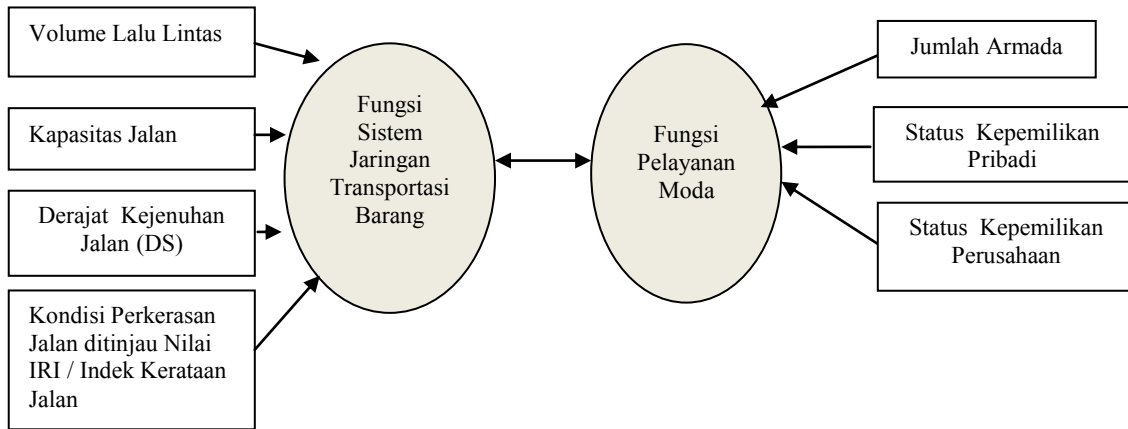 Volume Lalu Lintas
Kapasitas Jalan
Derajat Kejenuhan
Jalan (DS)
Kondisi Perkerasan
Jalan ditinjau Nilai
IRI / Indek Kerataan
Jalan
Fungsi
Sistem
Jaringan
Transportasi
Barang
Fungsi
Pelayanan
Moda
Jumlah Armada
Status Kepemilikan
Pribadi
Status Kepemilikan
Perusahaan